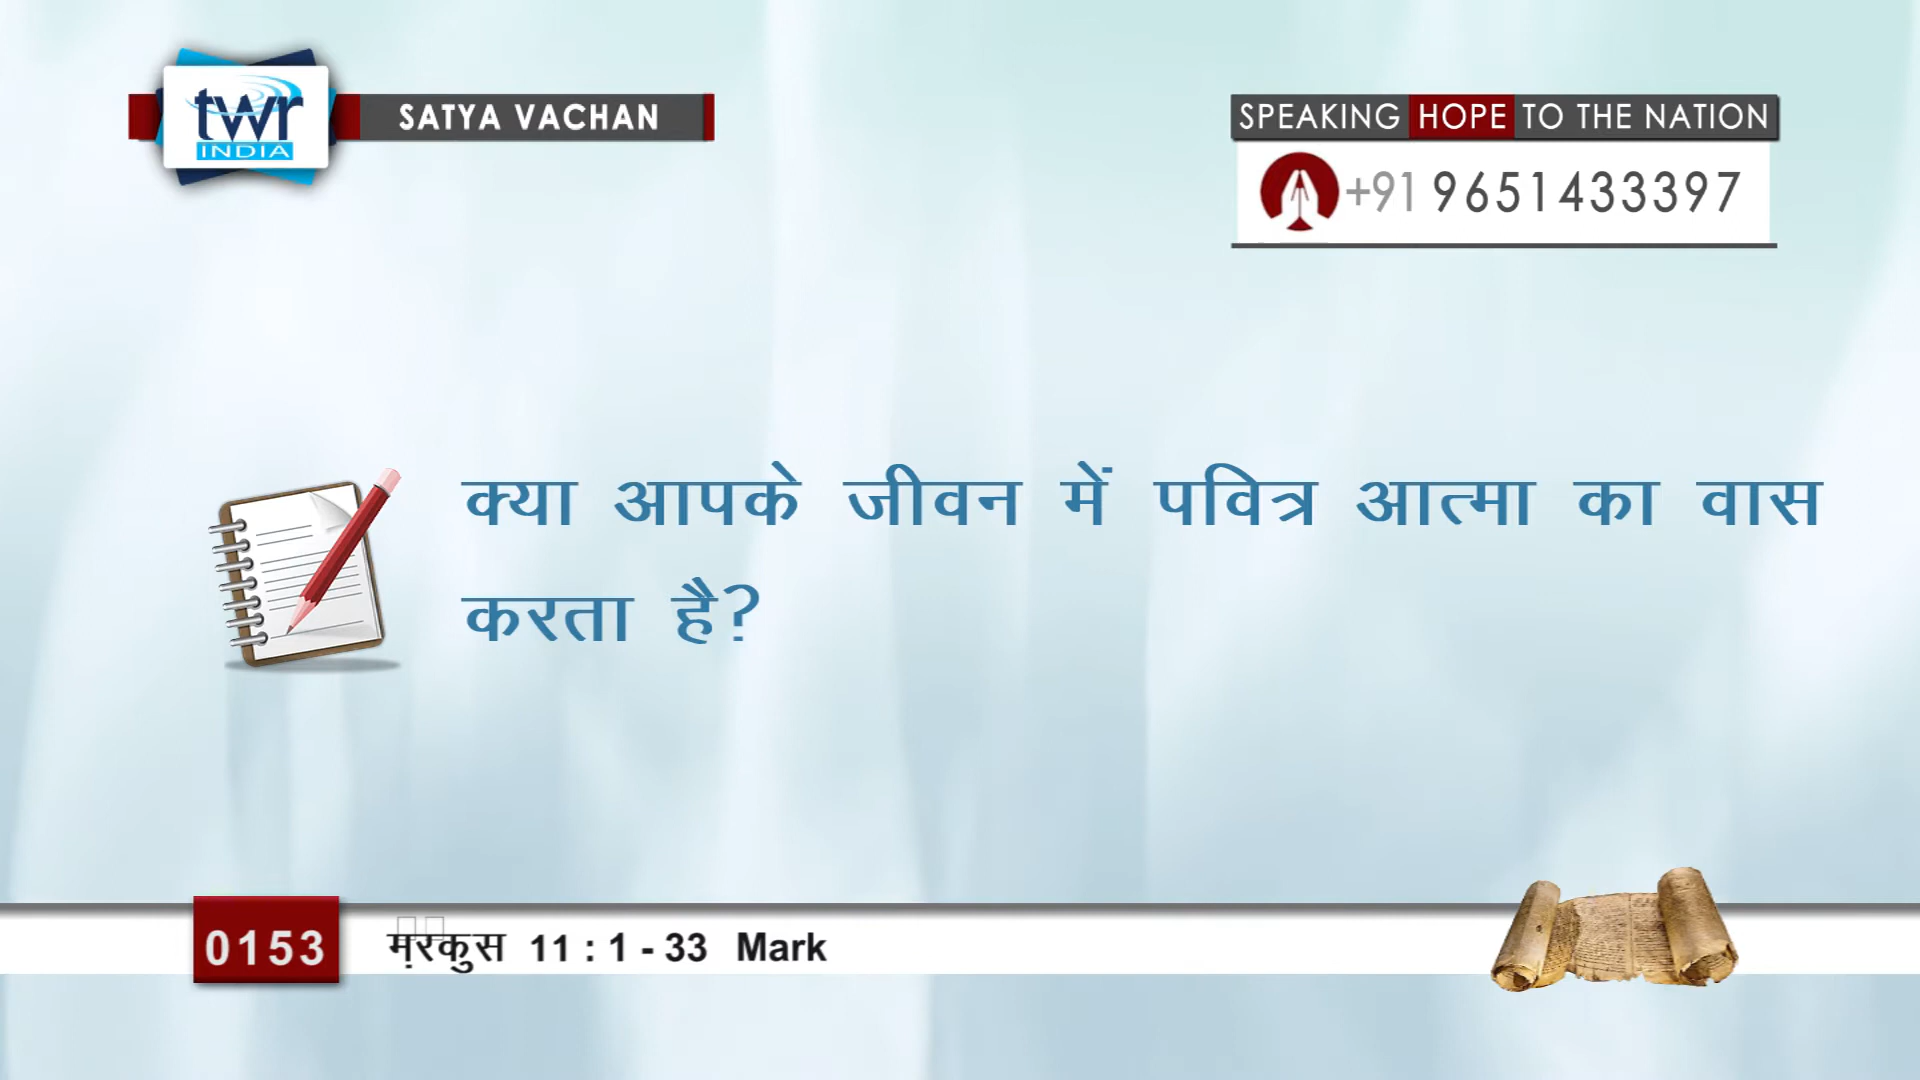 twr
INDIA
SATYA VACHAN
SPEAKING HOPE TO THE NATION
+91 9651433397
क्या आपके जीवन में पवित्र आत्मा का वास
करता है?
0153 म़रकुस 11 : 1 - 33 Mark